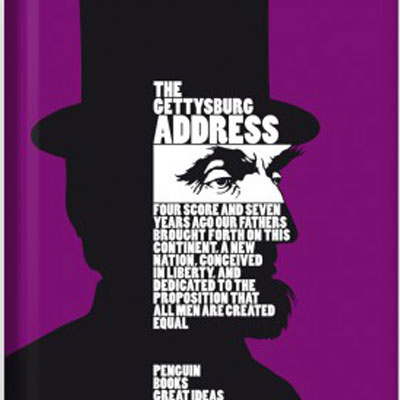 THE
GETTYSBURG
ADDRESS
FOUR SCORE AND SEVEN
YEARS AGO OUR FATHERS
BROUGHT FORTH ON THIS
CONTINENT, A NEW
NATION, CONCEIVED
IN LIBERTY, AND
DEDICATED TO THE
PROPOSITION THAT
ALL MEN ARE CREATED
EQUAL
PENGUIN
BOOKS
GREAT IDEAS